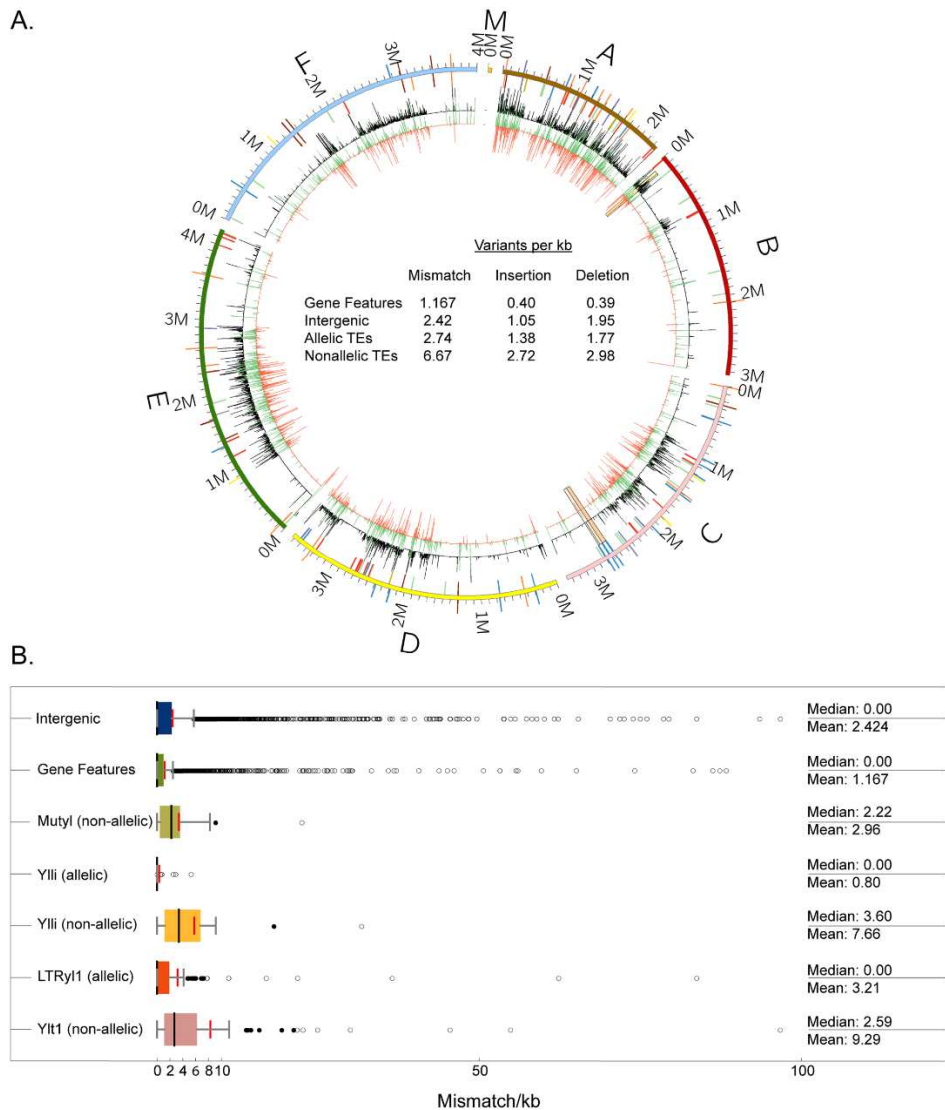 A.
M
4M
0M
0M
A
1M
2M
0M
B
1M
2M
3M
0M
C
1M
2M
3M
0M
D
1M
2M
3M
0M
E
1M
2M
3M
4M
0M
F
1M
2M
3M
Variants per kb
Mismatch Insertion Deletion
Gene Features 1.167 0.40 0.39
Intergenic 2.42 1.05 1.95
Allelic TEs 2.74 1.38 1.77
Nonallelic TEs 6.67 2.72 2.98
B.
Intergenic Median: 0.00
Mean: 2.424
Gene Features Median: 0.00
Mean: 1.167
Mutyl (non-allelic) Median: 2.22
Mean: 2.96
Ylli (allelic) Median: 0.00
Mean: 0.80
Ylli (non-allelic) Median: 3.60
Mean: 7.66
LTRyl1 (allelic) Median: 0.00
Mean: 3.21
Ylt1 (non-allelic) Median: 2.59
Mean: 9.29
0 2 4 6 8 10 50 100
Mismatch/kb